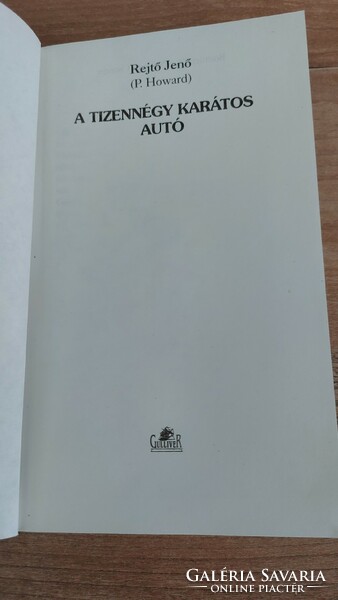 Rejtő Jenő
(P. Howard)
A TIZENNÉGY KARÁTOS
AUTÓ
GULLIVER
GALÉRIA SAVARIA
ONLINE PIACTÉR